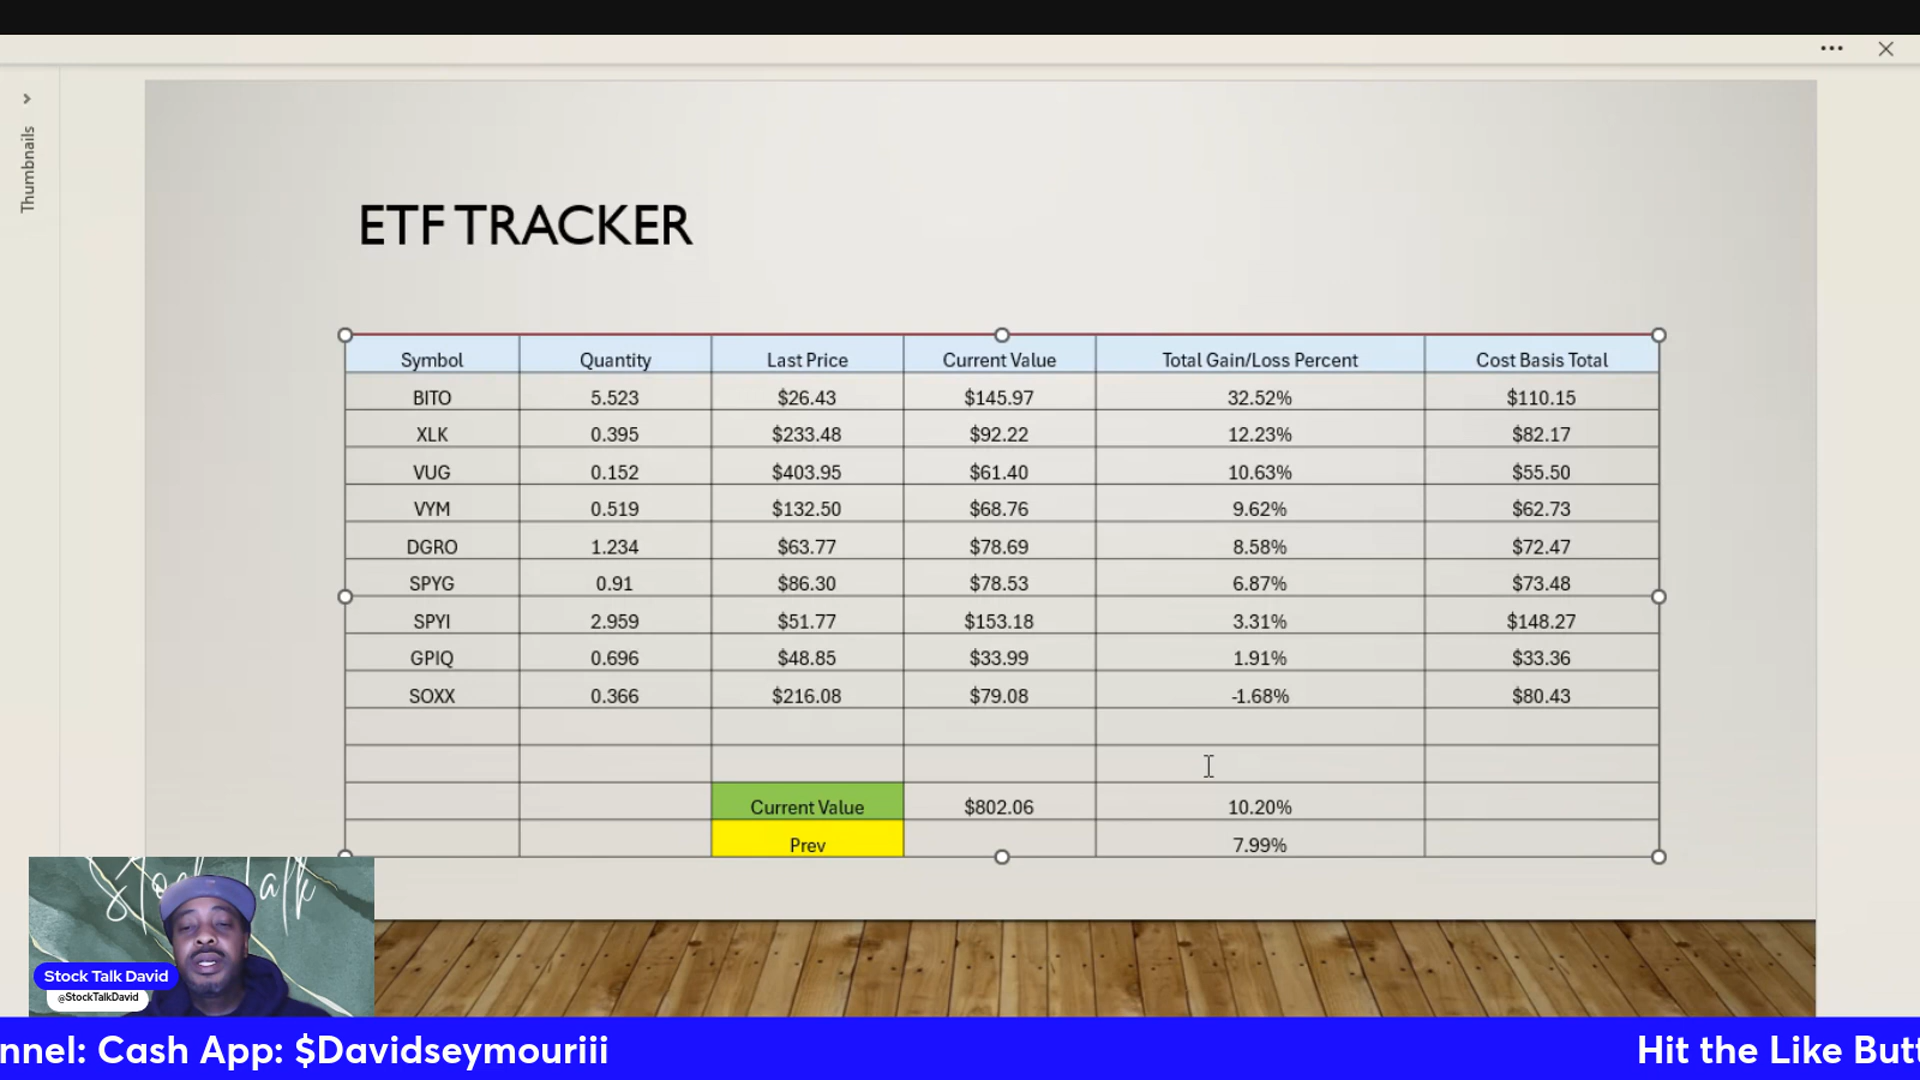 Thumbnails
ETF TRACKER
Symbol Quantity Last Price Current Value Total Gain/Loss Percent Cost Basis Total
BITO 5.523 $26.43 $145.97 32.52% $110.15
XLK 0.395 $233.48 $92.22 12.23% $82.17
VUG 0.152 $403.95 $61.40 10.63% $55.50
VYM 0.519 $132.50 $68.76 9.62% $62.73
DGRO 1.234 $63.77 $78.69 8.58% $72.47
SPYG 0.91 $86.30 $78.53 6.87% $73.48
SPYI 2.959 $51.77 $153.18 3.31% $148.27
GPIQ 0.696 $48.85 $33.99 1.91% $33.36
SOXX 0.366 $216.08 $79.08 -1.68% $80.43
Current Value $802.06 10.20%
Prev 7.99%
Stock Talk David
@StockTalkDavid
nnel: Cash App: $Davidseymouriii Hit the Like Butt